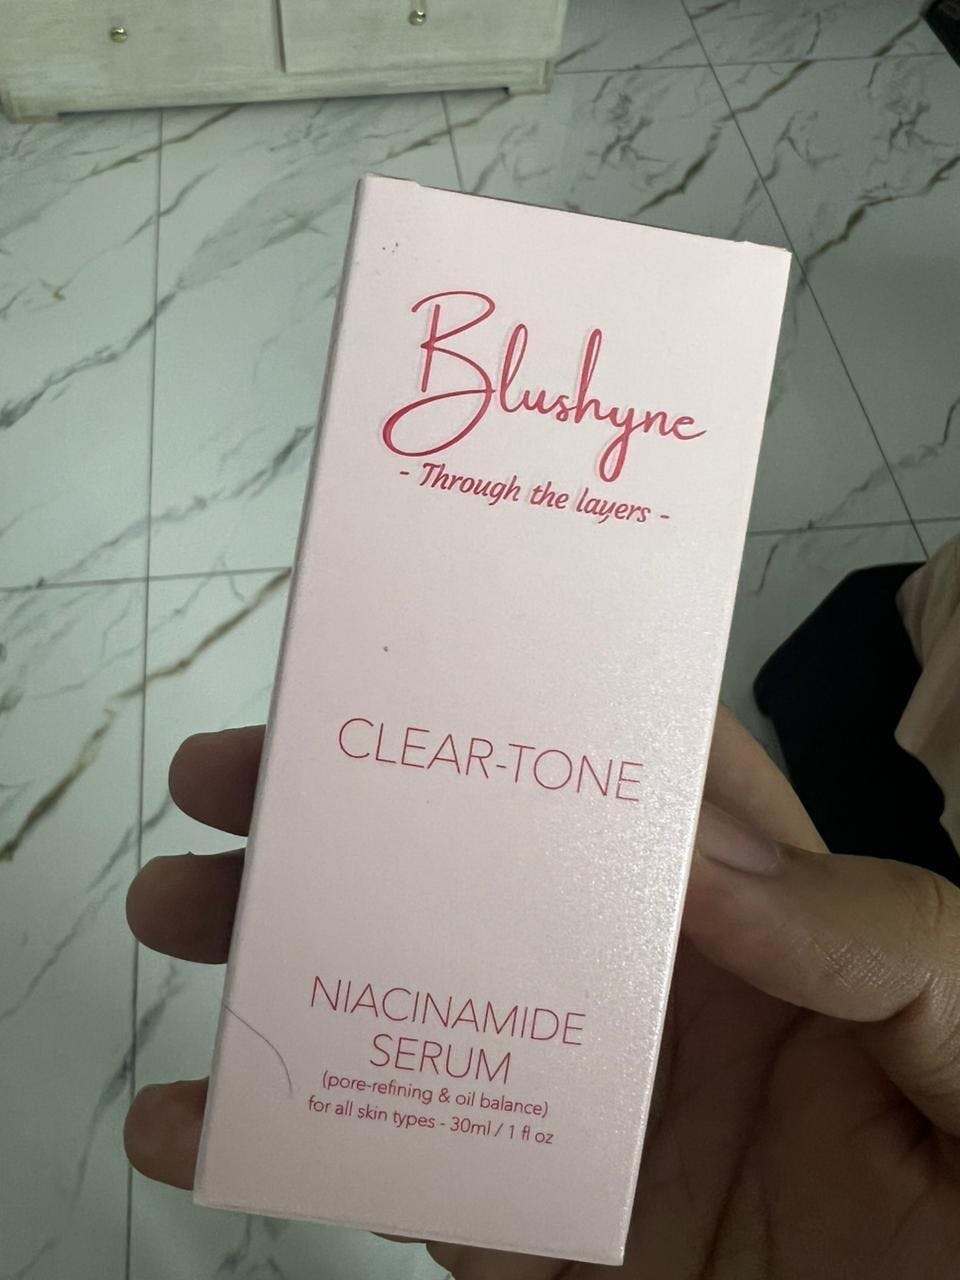 Blushyne
- Through the layers -
CLEAR-TONE
NIACINAMIDE
SERUM
(pore-refining & oil balance)
for all skin types - 30ml / 1 fl oz